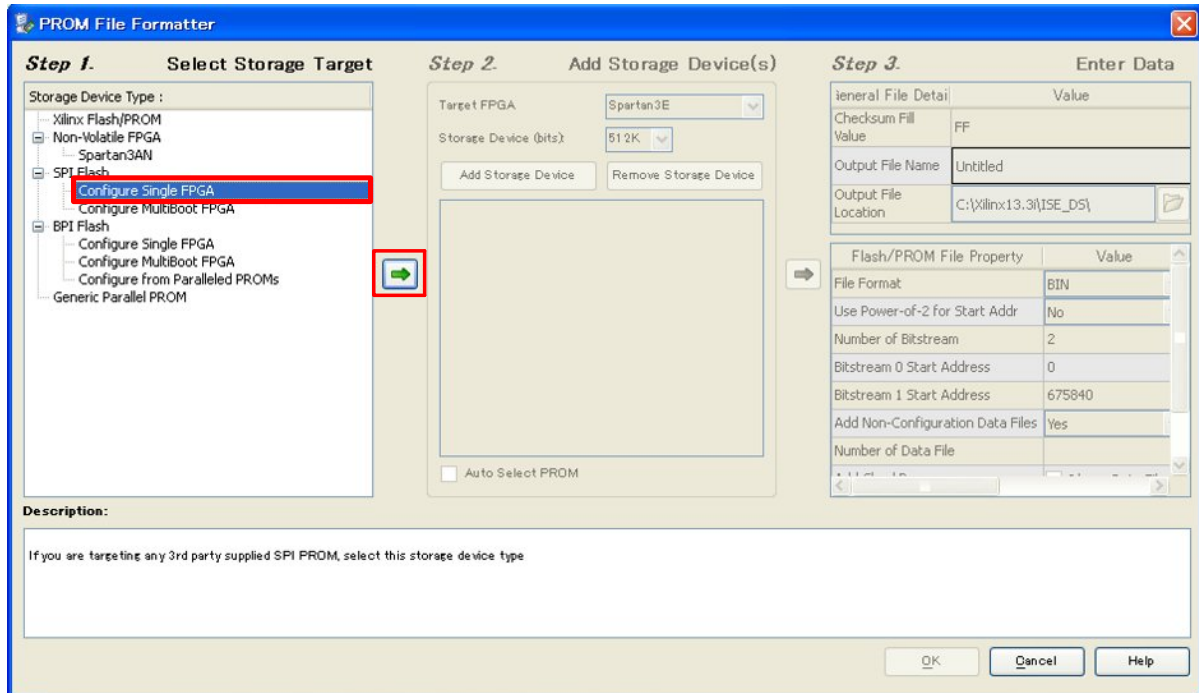 PROM File Formatter
Step 1. Select Storage Target
Storage Device Type :
Xilinx Flash/PROM
Non-Volatile FPGA
Spartan3AN
SPI Flash
Configure Single FPGA
Configure MultiBoot FPGA
BPI Flash
Configure Single FPGA
Configure MultiBoot FPGA
Configure from Paralleled PROMs
Generic Parallel PROM
Step 2. Add Storage Device(s)
Target FPGA Spartan3E
Storage Device (bits): 512K
Add Storage Device Remove Storage Device
Auto Select PROM
Step 3. Enter Data
General File Detai Value
Checksum Fill
Value FF
Output File Name Untitled
Output File
Location C:\Xilinx13.3i\ISE_DS\
Flash/PROM File Property Value
File Format BIN
Use Power-of-2 for Start Addr No
Number of Bitstream 2
Bitstream 0 Start Address 0
Bitstream 1 Start Address 675840
Add Non-Configuration Data Files Yes
Number of Data File
Description:
If you are targeting any 3rd party supplied SPI PROM, select this storage device type
OK Cancel Help